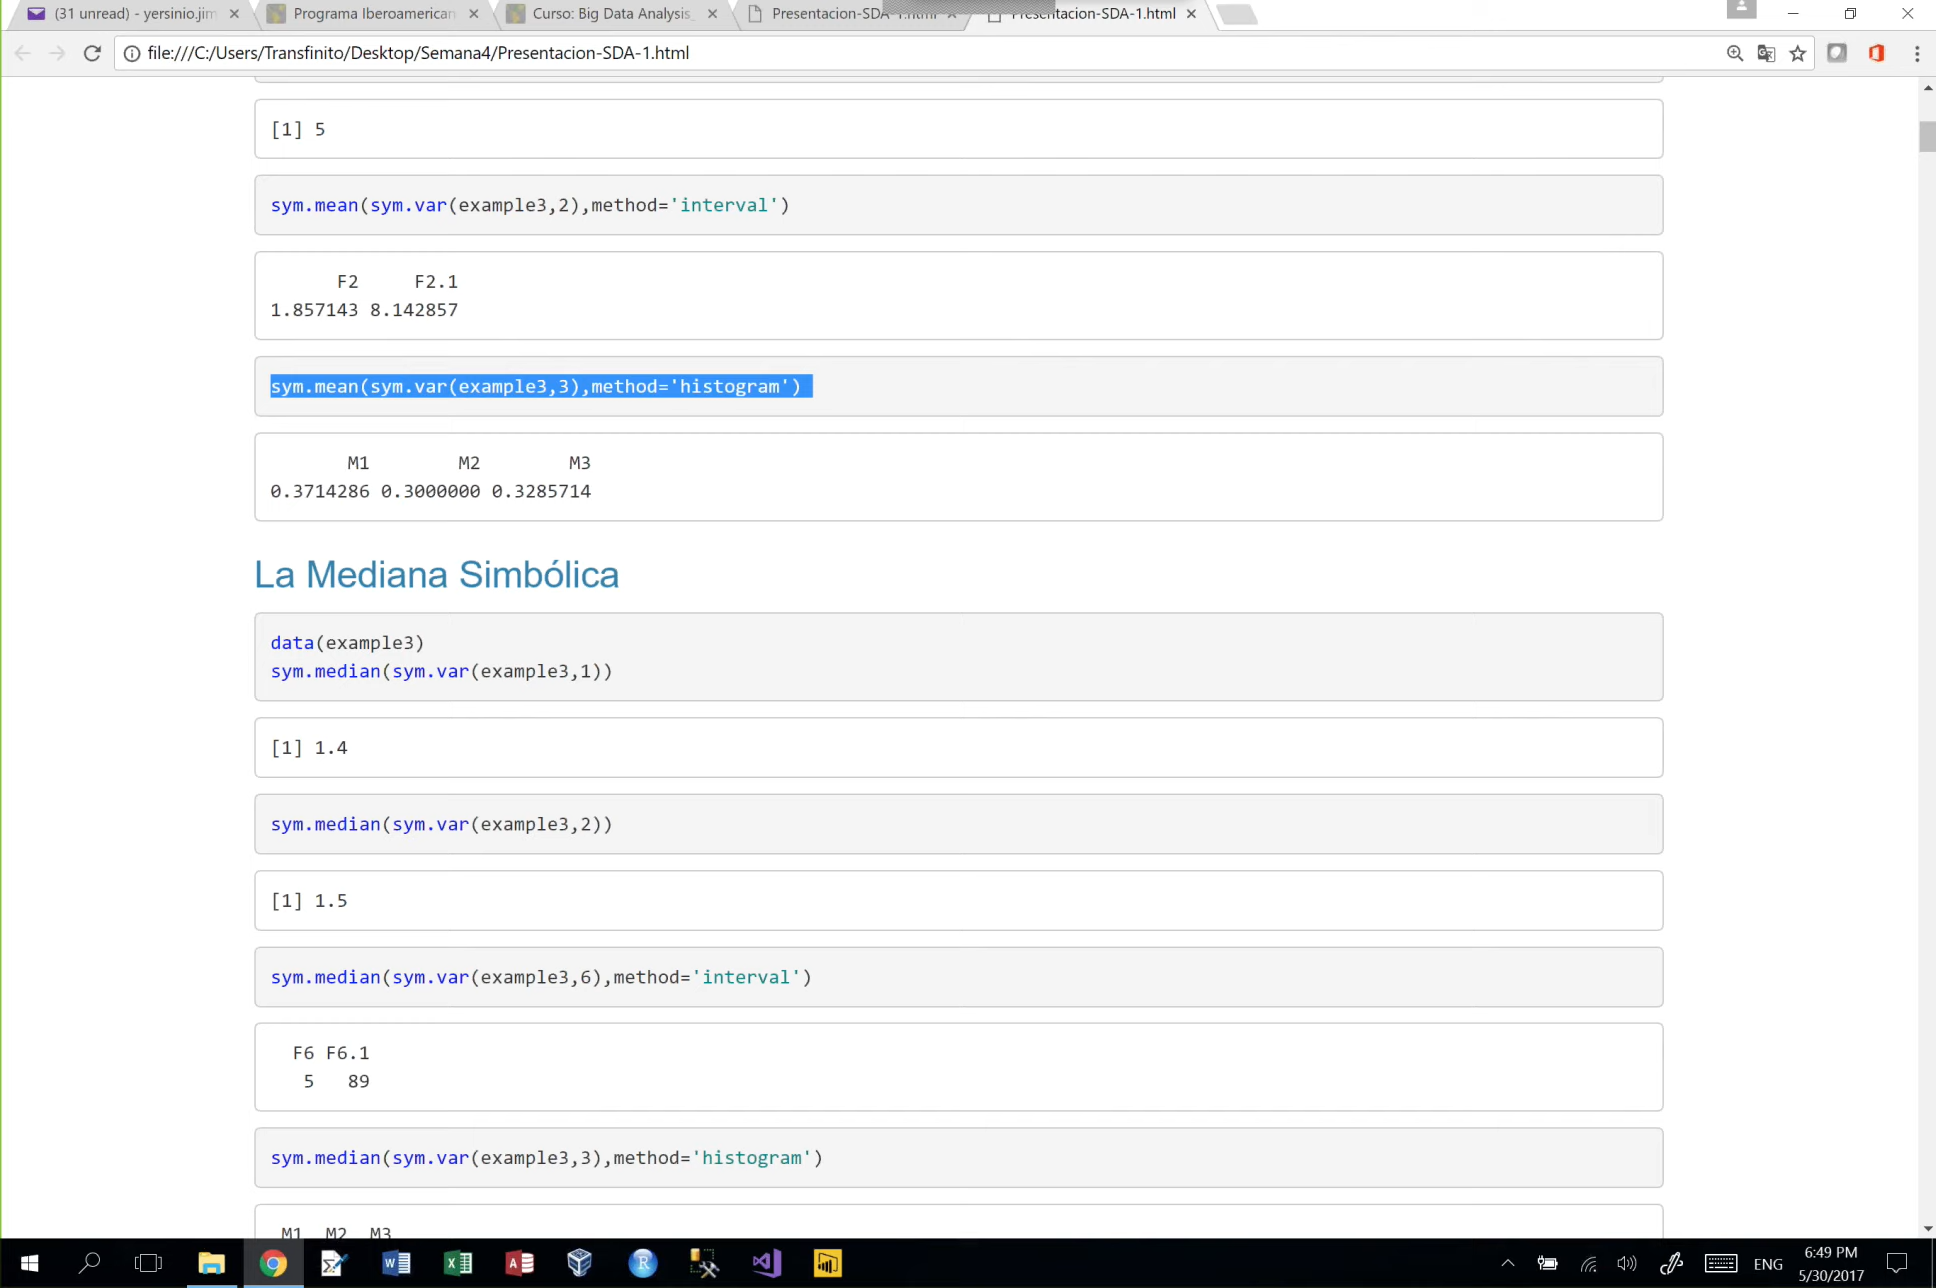 (31 unread) - yersinio.jim
Programa Iberoamerican
Curso: Big Data Analysis
Presentacion-SDA-1.html
Presentacion-SDA-1.html
file:///C:/Users/Transfinito/Desktop/Semana4/Presentacion-SDA-1.html
[1] 5
sym.mean(sym.var(example3,2),method='interval')
F2 F2.1
1.857143 8.142857
sym.mean(sym.var(example3,3),method='histogram')
M1 M2 M3
0.3714286 0.3000000 0.3285714
La Mediana Simbólica
data(example3)
sym.median(sym.var(example3,1))
[1] 1.4
sym.median(sym.var(example3,2))
[1] 1.5
sym.median(sym.var(example3,6),method='interval')
F6 F6.1
5 89
sym.median(sym.var(example3,3),method='histogram')
M1 M2 M3
ENG
6:49 PM
5/30/2017